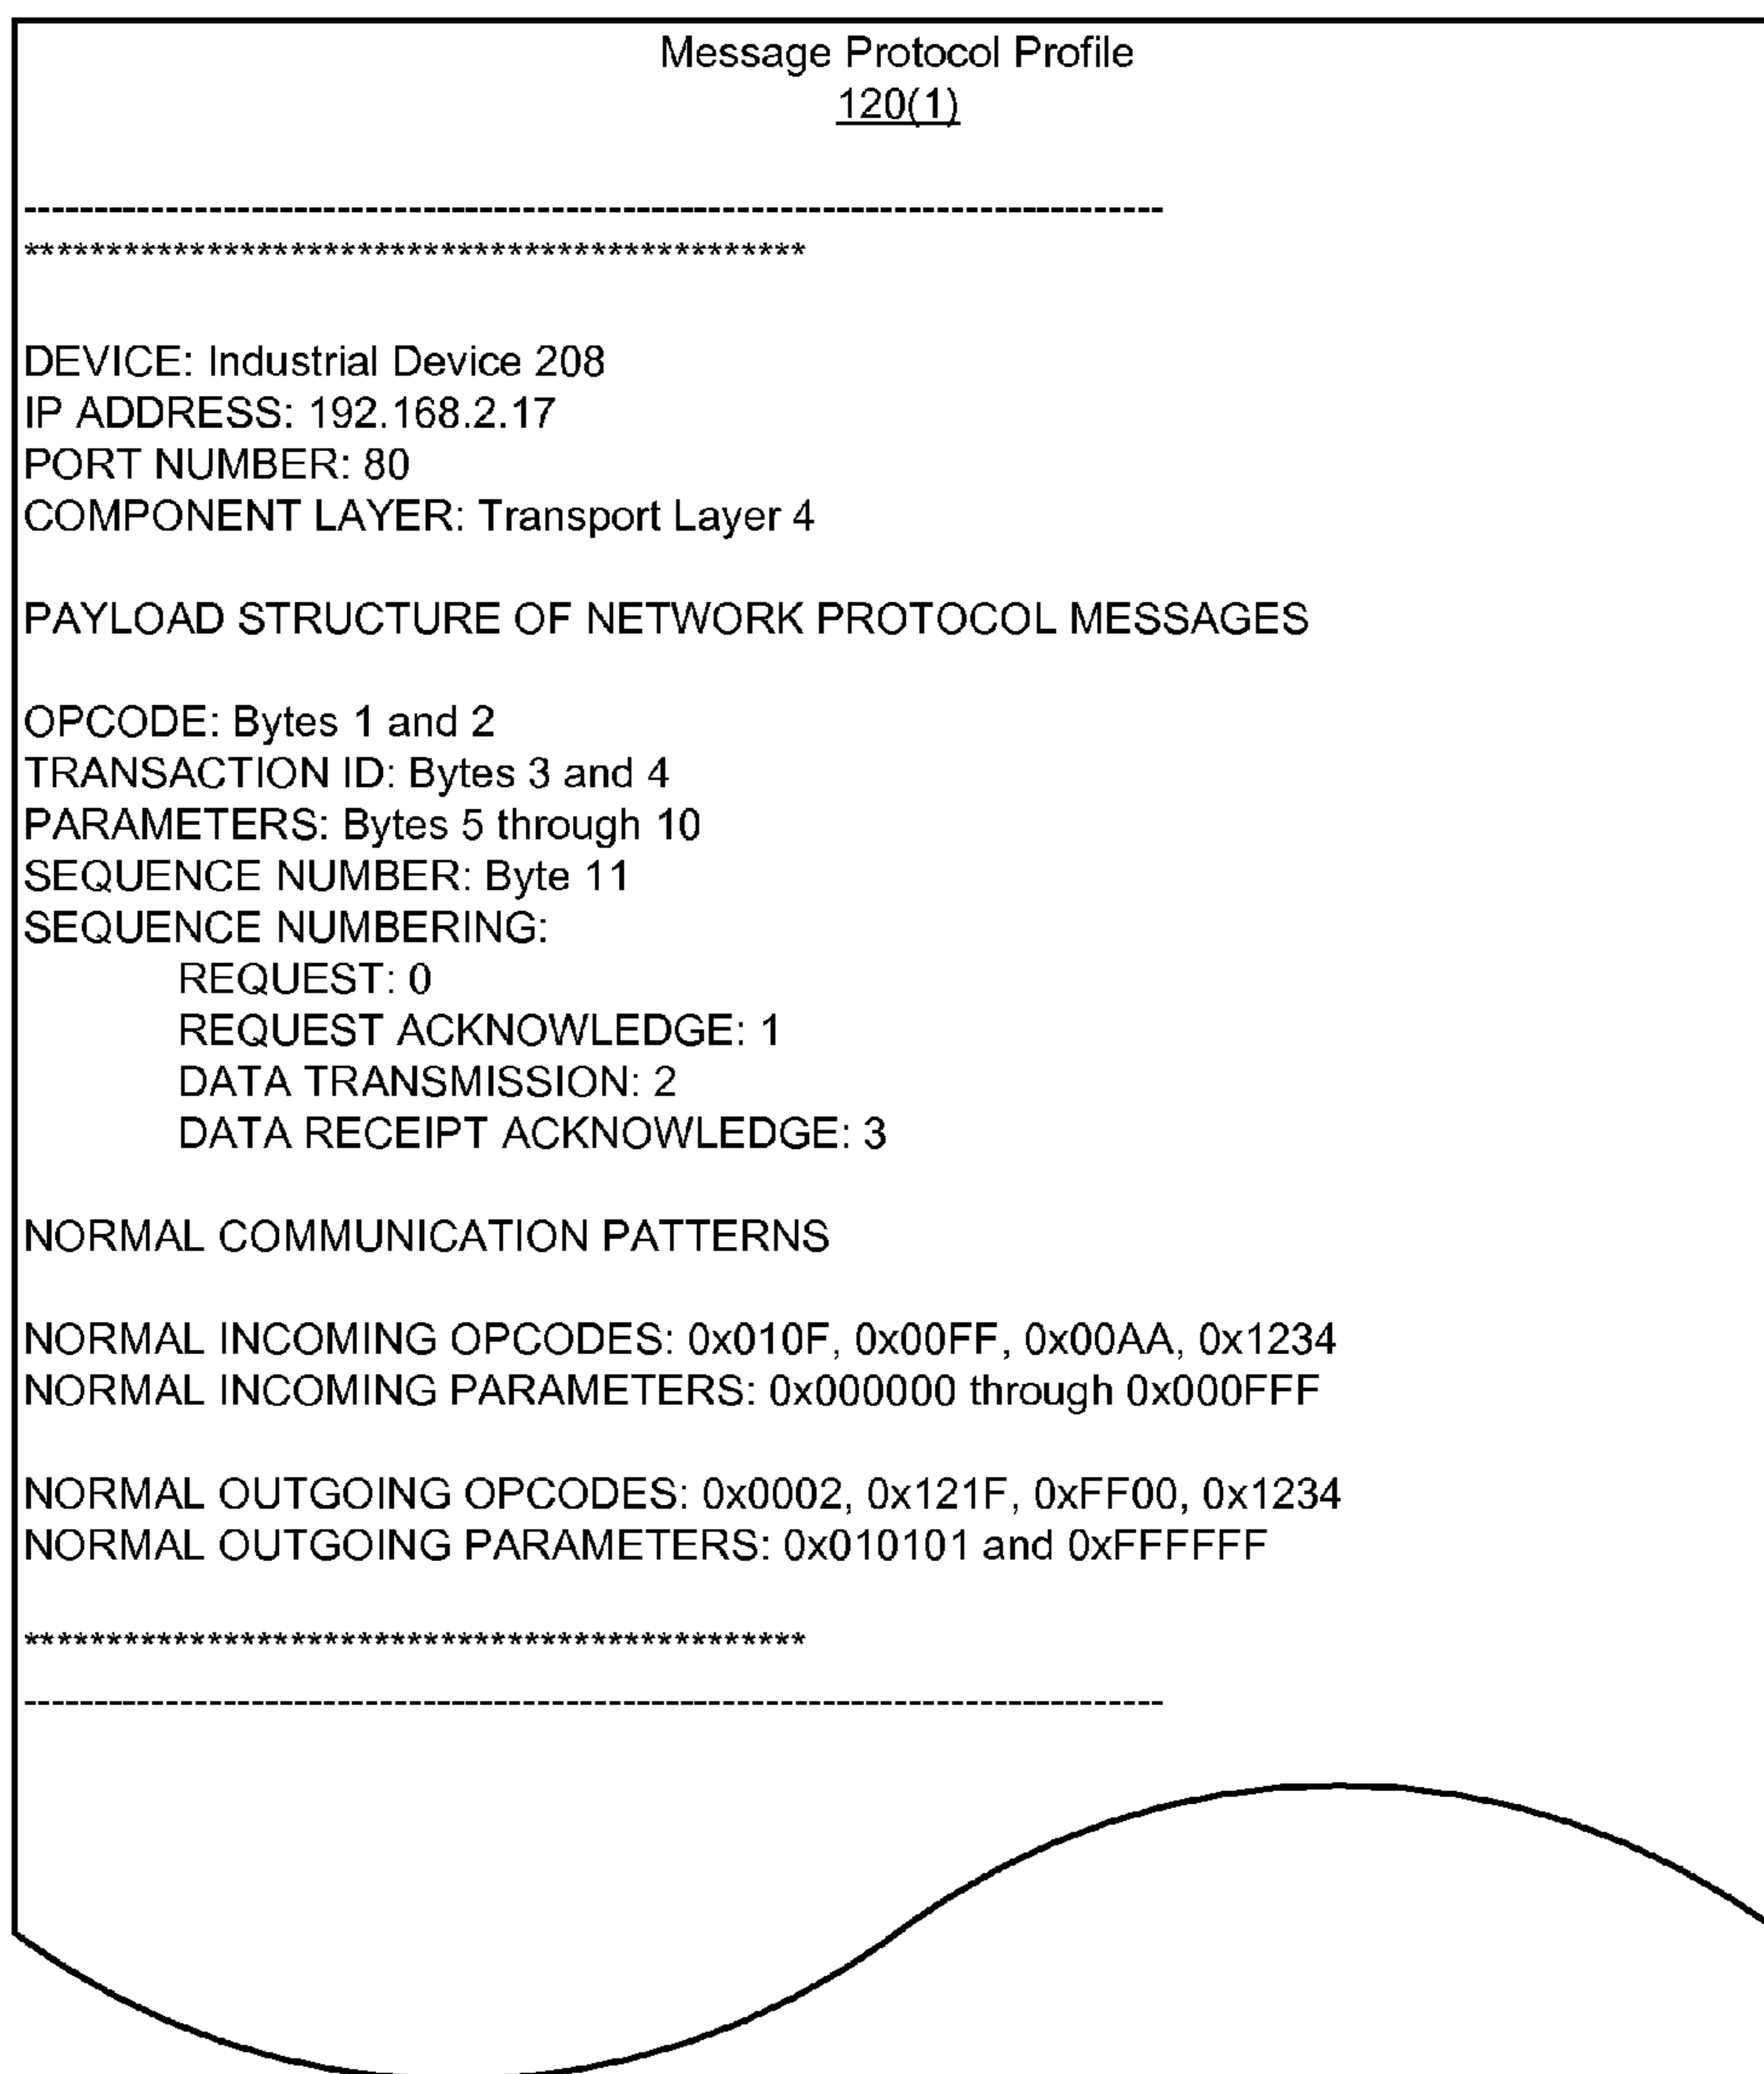 Message Protocol Profile
120(1)
--------------------------------------------------------------------------------
***********************************************
DEVICE: Industrial Device 208
IP ADDRESS: 192.168.2.17
PORT NUMBER: 80
COMPONENT LAYER: Transport Layer 4
PAYLOAD STRUCTURE OF NETWORK PROTOCOL MESSAGES
OPCODE: Bytes 1 and 2
TRANSACTION ID: Bytes 3 and 4
PARAMETERS: Bytes 5 through 10
SEQUENCE NUMBER: Byte 11
SEQUENCE NUMBERING:
REQUEST: 0
REQUEST ACKNOWLEDGE: 1
DATA TRANSMISSION: 2
DATA RECEIPT ACKNOWLEDGE: 3
NORMAL COMMUNICATION PATTERNS
NORMAL INCOMING OPCODES: 0x010F, 0x00FF, 0x00AA, 0x1234
NORMAL INCOMING PARAMETERS: 0x000000 through 0x000FFF
NORMAL OUTGOING OPCODES: 0x0002, 0x121F, 0xFF00, 0x1234
NORMAL OUTGOING PARAMETERS: 0x010101 and 0xFFFFFF
***********************************************
--------------------------------------------------------------------------------